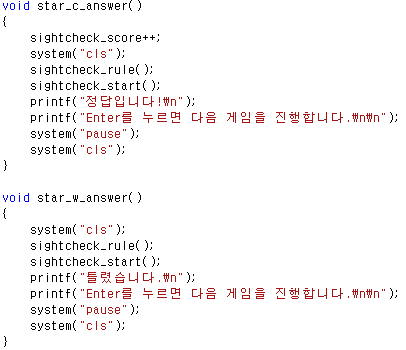 void star_c_answer()
{
    sightcheck_score++;
    system("cls");
    sightcheck_rule();
    sightcheck_start();
    printf("정답입니다!₩n");
    printf("Enter를 누르면 다음 게임을 진행합니다.₩n₩n");
    system("pause");
    system("cls");
}

void star_w_answer()
{
    system("cls");
    sightcheck_rule();
    sightcheck_start();
    printf("틀렸습니다.₩n");
    printf("Enter를 누르면 다음 게임을 진행합니다.₩n₩n");
    system("pause");
    system("cls");
}